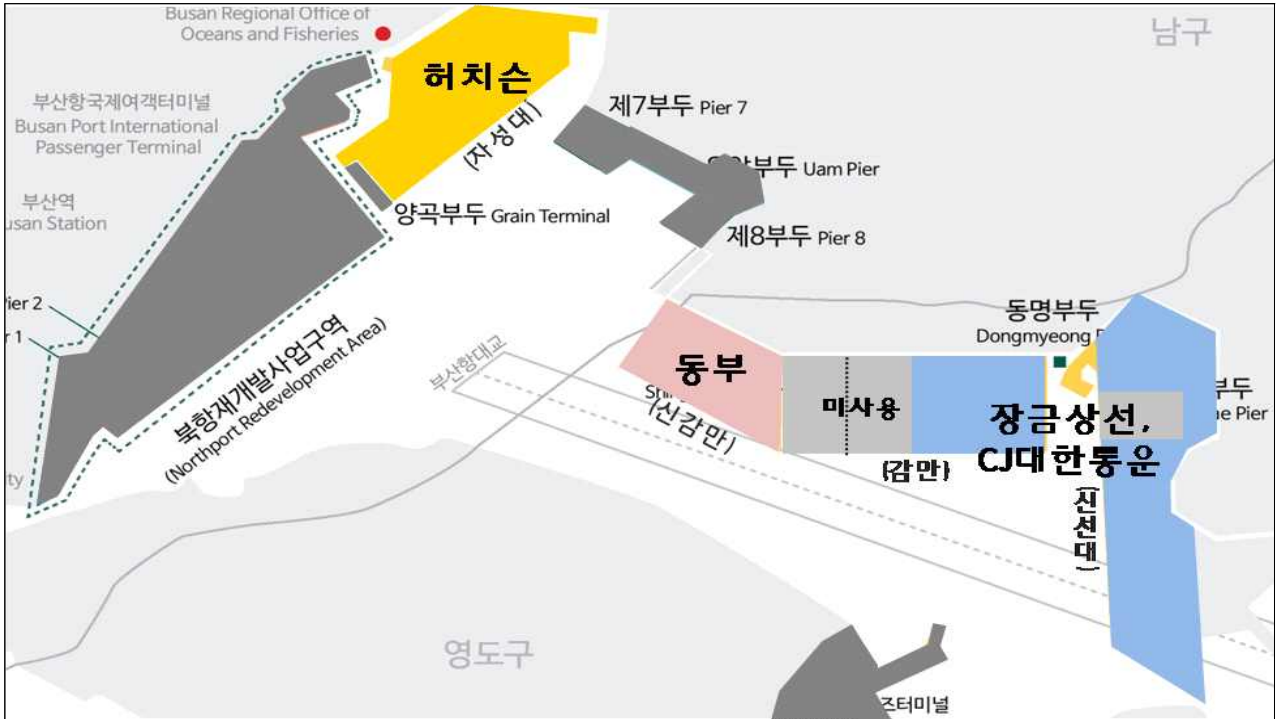 Busan Regional Office of
Oceans and Fisheries
남구
허치슨
(자성대)
부산항국제여객터미널
Busan Port International
Passenger Terminal
제7부두 Pier 7
부두 Uam Pier
부산역
Station
양곡부두 Grain Terminal
제8부두 Pier 8
Pier 2
1
북항재개발사업구역
(Northport Redevelopment Area)
부산항대교
동명부두
Dongmyeong
동부
(신감만)
미사용
(감만)
장금상선,
CJ대한통운
(신선대)
부두
Pier
영도구
즈터미널